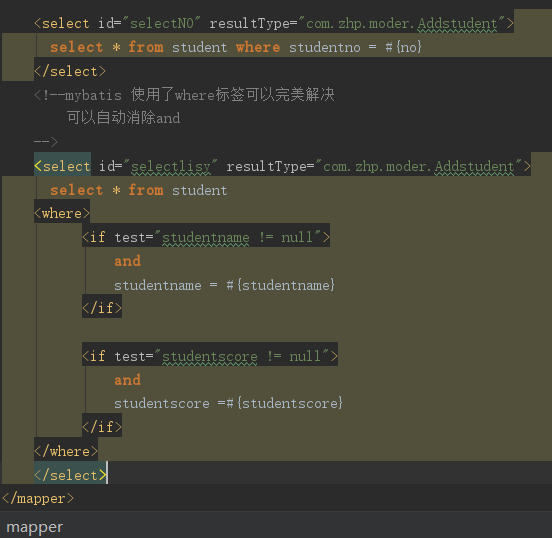 <select id="selectNO" resultType="com.zhp.moder.Addstudent">
select * from student where studentno = #{no}
</select>
<!--mybatis 使用了where标签可以完美解决
可以自动消除and
-->
<select id="selectlisy" resultType="com.zhp.moder.Addstudent">
select * from student
<where>
<if test="studentname != null">
and
studentname = #{studentname}
</if>
<if test="studentscore != null">
and
studentscore =#{studentscore}
</if>
</where>
</select>
</mapper>
mapper